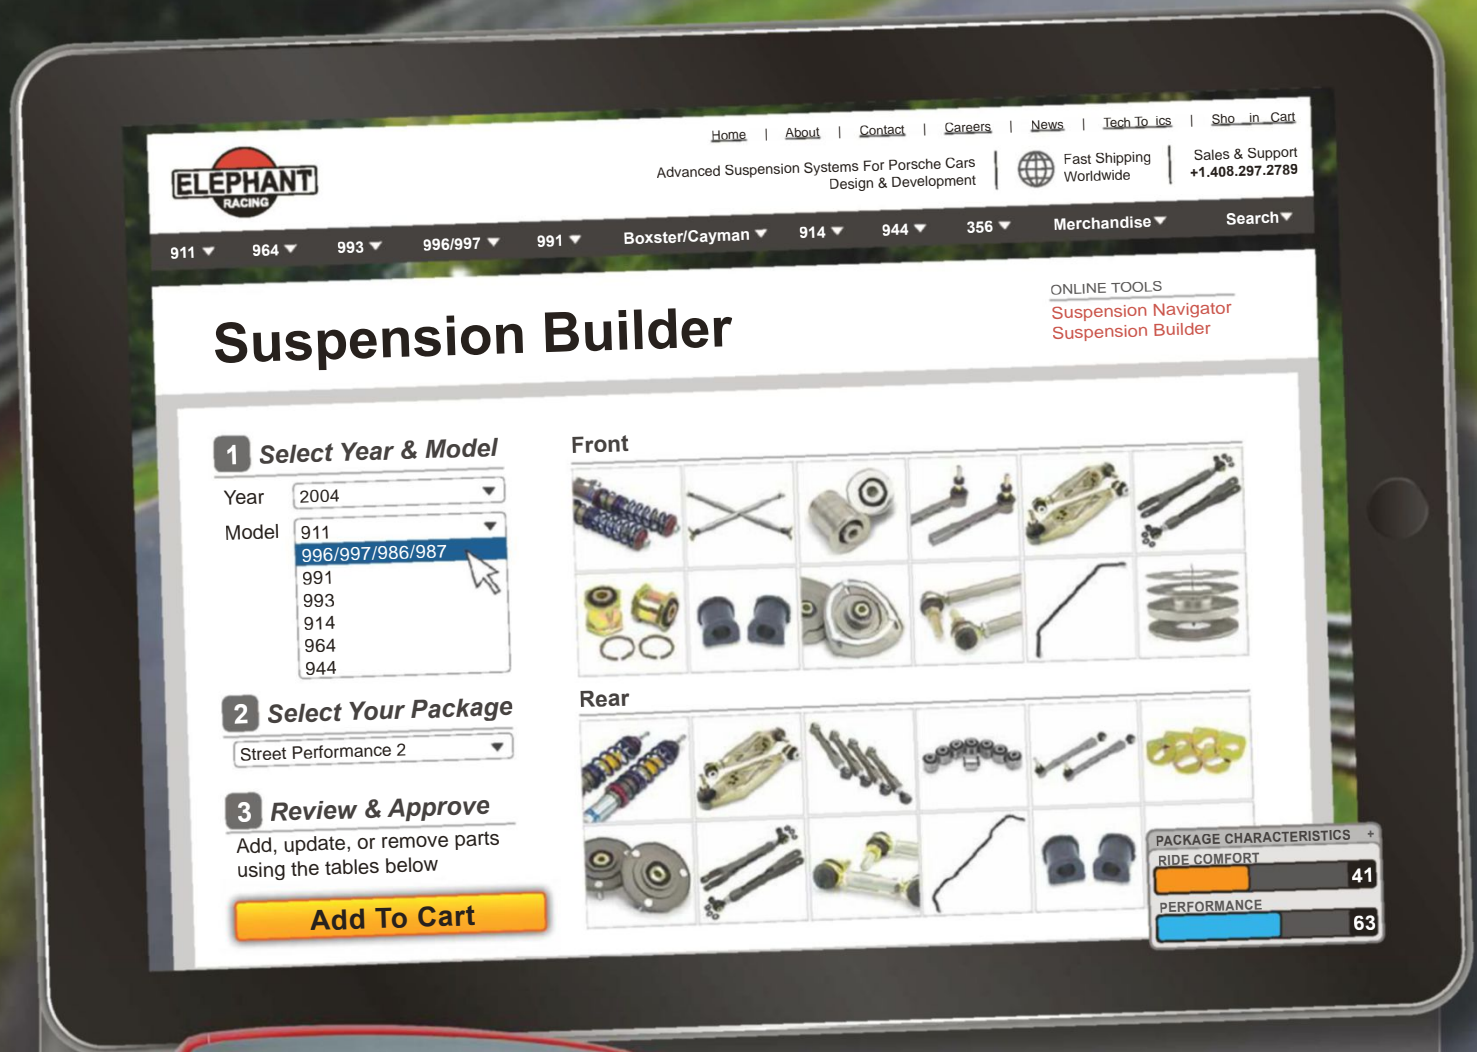 Home | About | Contact | Careers | News | Tech To ics | Sho in Cart
ELEPHANT
RACING
Advanced Suspension Systems For Porsche Cars
Design & Development
Fast Shipping
Worldwide
Sales & Support
+1.408.297.2789
911 964 993 996/997 991 Boxster/Cayman 914 944 356 Merchandise Search
Suspension Builder
ONLINE TOOLS
Suspension Navigator
Suspension Builder
1 Select Year & Model
Year 2004
Model 911
996/997/986/987
991
993
914
964
944
2 Select Your Package
Street Performance 2
3 Review & Approve
Add, update, or remove parts
using the tables below
Add To Cart
Front
Rear
PACKAGE CHARACTERISTICS +
RIDE COMFORT
41
PERFORMANCE
63